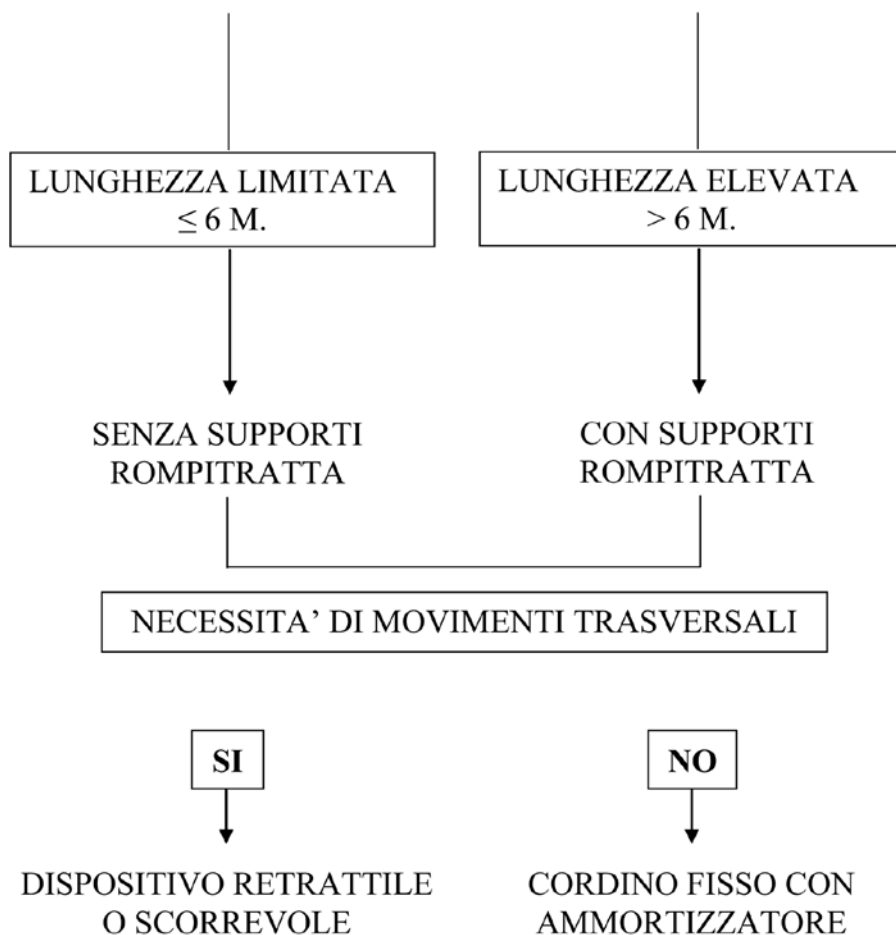 LUNGHEZZA LIMITATA
≤ 6 M.
LUNGHEZZA ELEVATA
> 6 M.
SENZA SUPPORTI
ROMPITRATTA
CON SUPPORTI
ROMPITRATTA
NECESSITA’ DI MOVIMENTI TRASVERSALI
SI
NO
DISPOSITIVO RETRATTILE
O SCORREVOLE
CORDINO FISSO CON
AMMORTIZZATORE